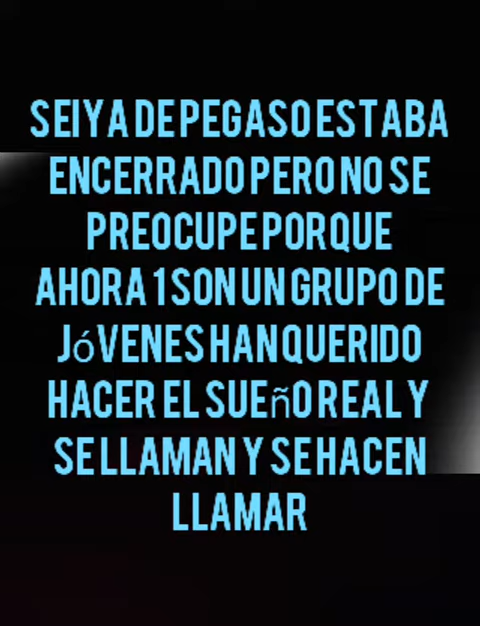 SEIYA DE PEGASO ESTABA
ENCERRADO PERO NO SE
PREOCUPE PORQUE
AHORA 1 SON UN GRUPO DE
JóVENES HAN QUERIDO
HACER EL SUEñO REAL Y
SE LLAMAN Y SE HACEN
LLAMAR